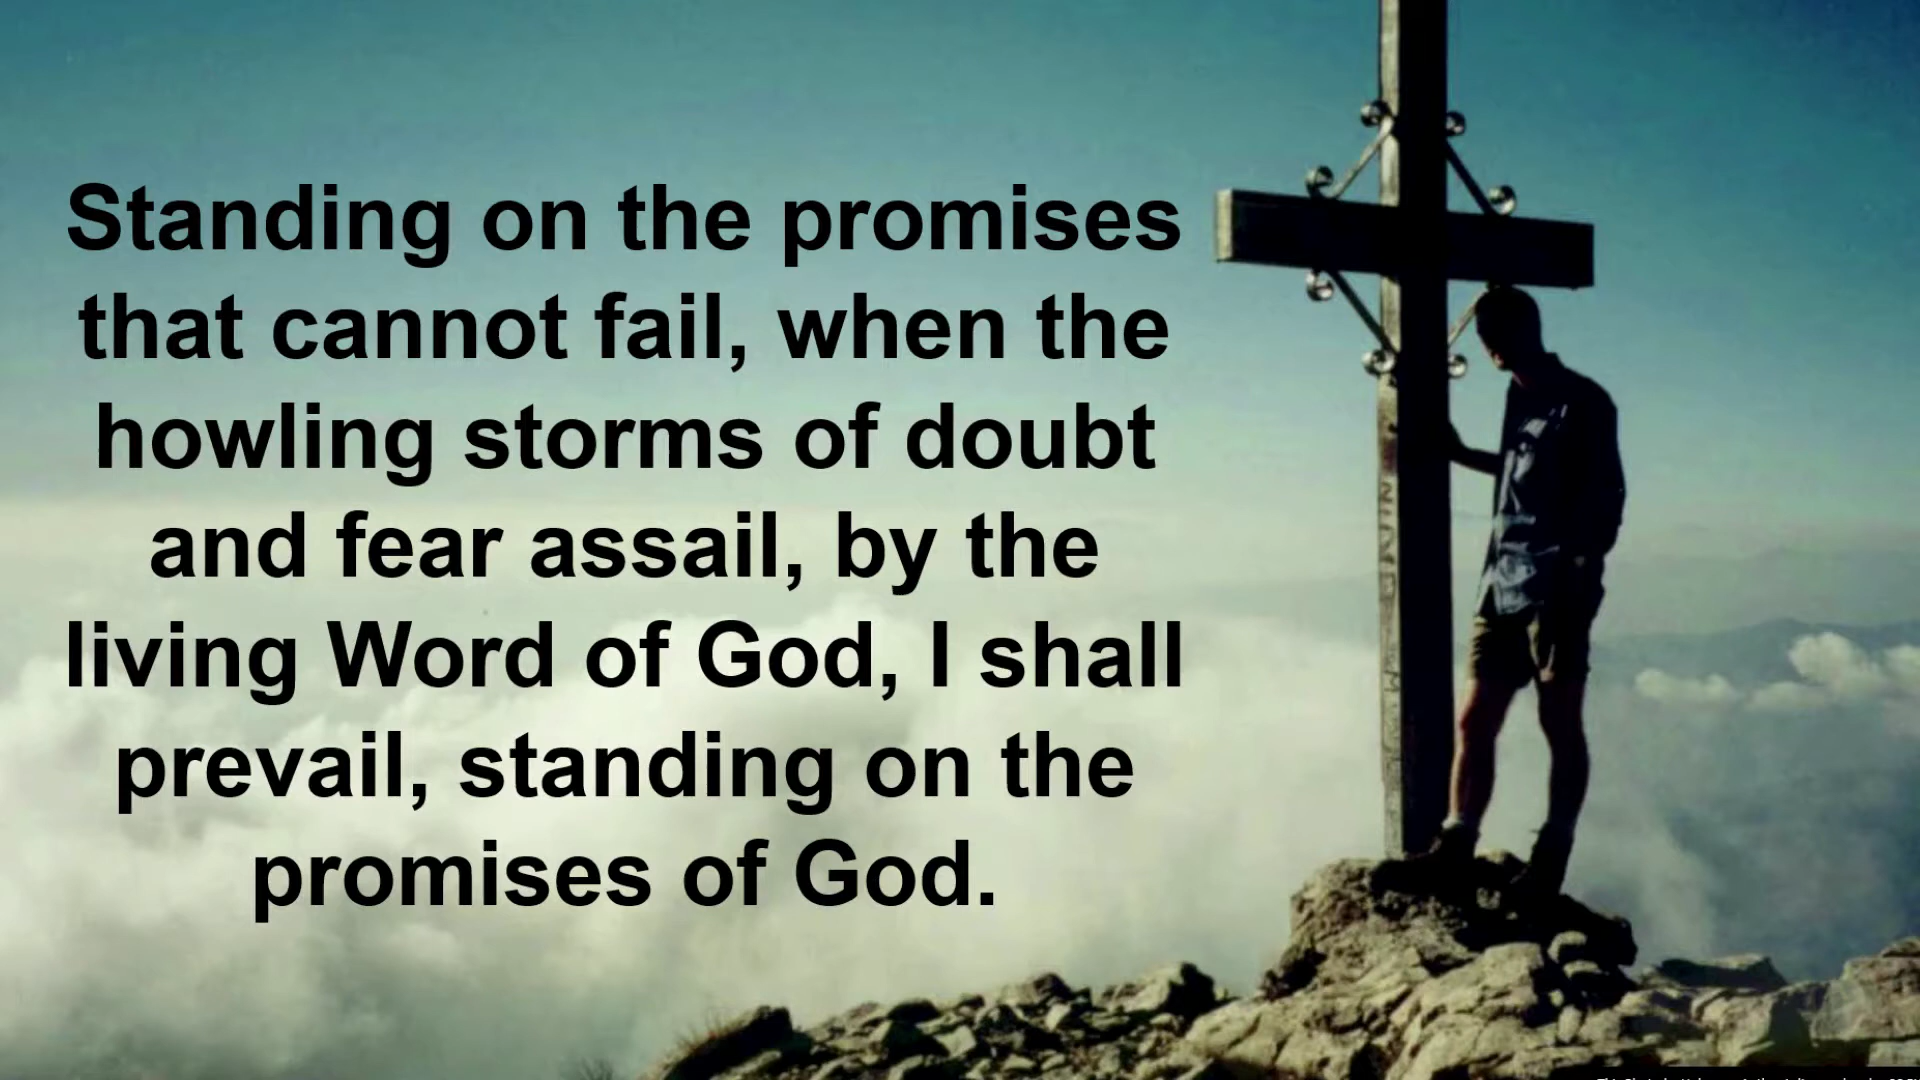 Standing on the promises
that cannot fail, when the
howling storms of doubt
and fear assail, by the
living Word of God, I shall
prevail, standing on the
promises of God.